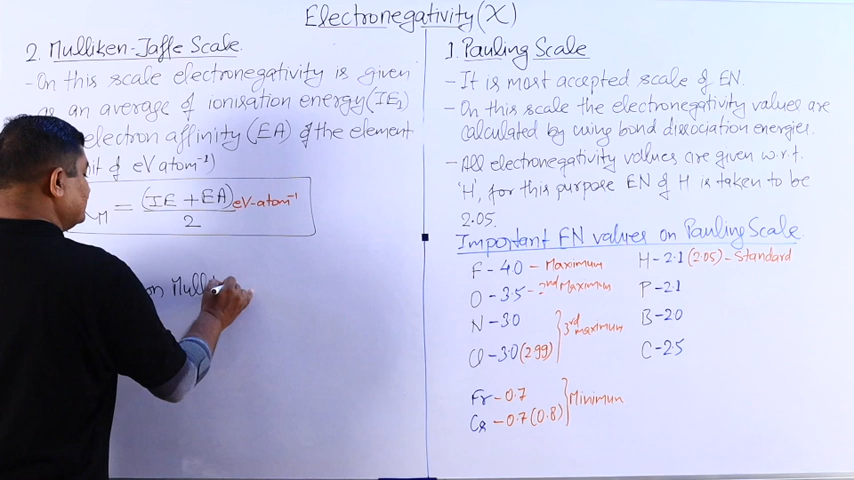 Electronegativity (X)
2. Mulliken-Jaffe Scale.
- On this scale electronegativity is given
as an average of ionisation energy (IE1)
electron affinity (EA) of the element
of eV atom⁻¹)
M = (IE + EA) eV-atom⁻¹
2
on Mulli
1. Pauling Scale
- It is most accepted scale of EN.
- On this scale the electronegativity values are
calculated by using bond dissociation energies.
- All electronegativity values are given w.r.t.
'H', for this purpose EN of H is taken to be
2.05.
Important EN values on Pauling Scale
F - 4.0 - Maximum
O - 3.5 - 2nd Maximum
N - 3.0
Cl - 3.0 (2.99)
3rd maximum
Fr - 0.7
Cs - 0.7 (0.8)
Minimum
H - 2.1 (2.05) - Standard
P - 2.1
B - 2.0
C - 2.5